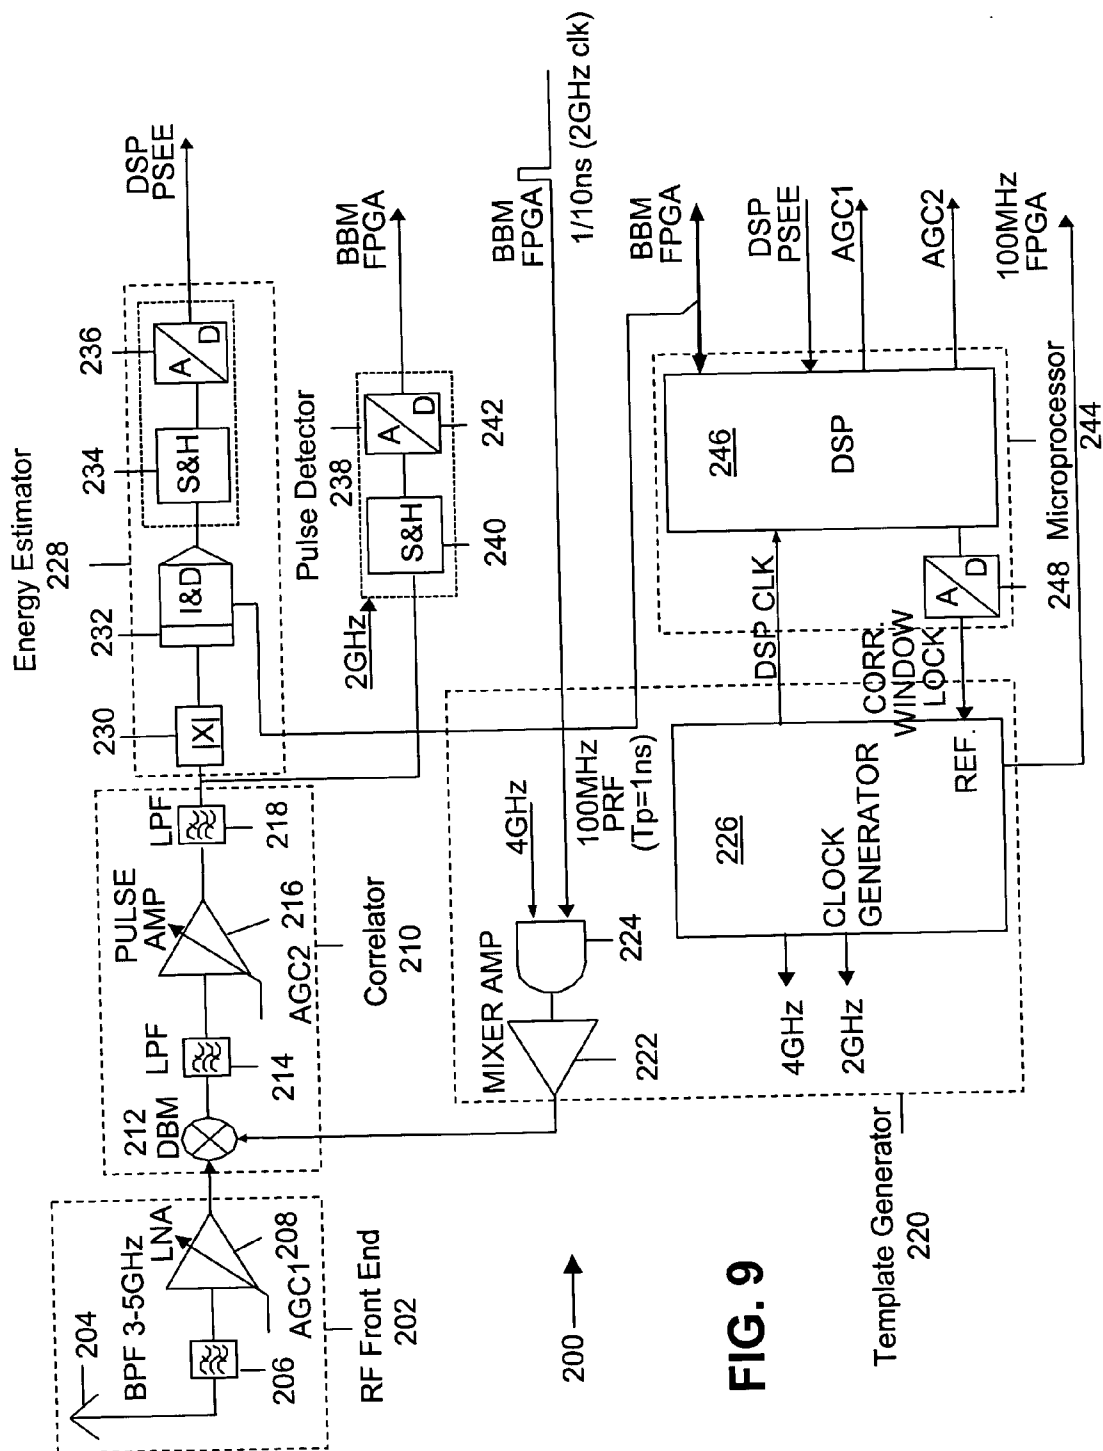 204
BPF 3-5GHz
LNA
206
AGC1
208
RF Front End
202
212
DBM
LPF
214
PULSE
AMP
216
AGC2
LPF
218
Correlator
210
Energy Estimator
228
230
|X|
232
I&D
234
S&H
236
A
D
DSP
PSEE
Pulse Detector
238
2GHz
S&H
240
A
D
242
BBM
FPGA
BBM
FPGA
1/10ns (2GHz clk)
MIXER AMP
222
224
4GHz
100MHz
PRF
(Tp=1ns)
4GHz
2GHz
226
CLOCK
GENERATOR
REF.
DSP CLK
CORR.
WINDOW
LOCK
A
D
248
246
DSP
Microprocessor
244
BBM
FPGA
DSP
PSEE
AGC1
AGC2
100MHz
FPGA
Template Generator
220
200
FIG. 9